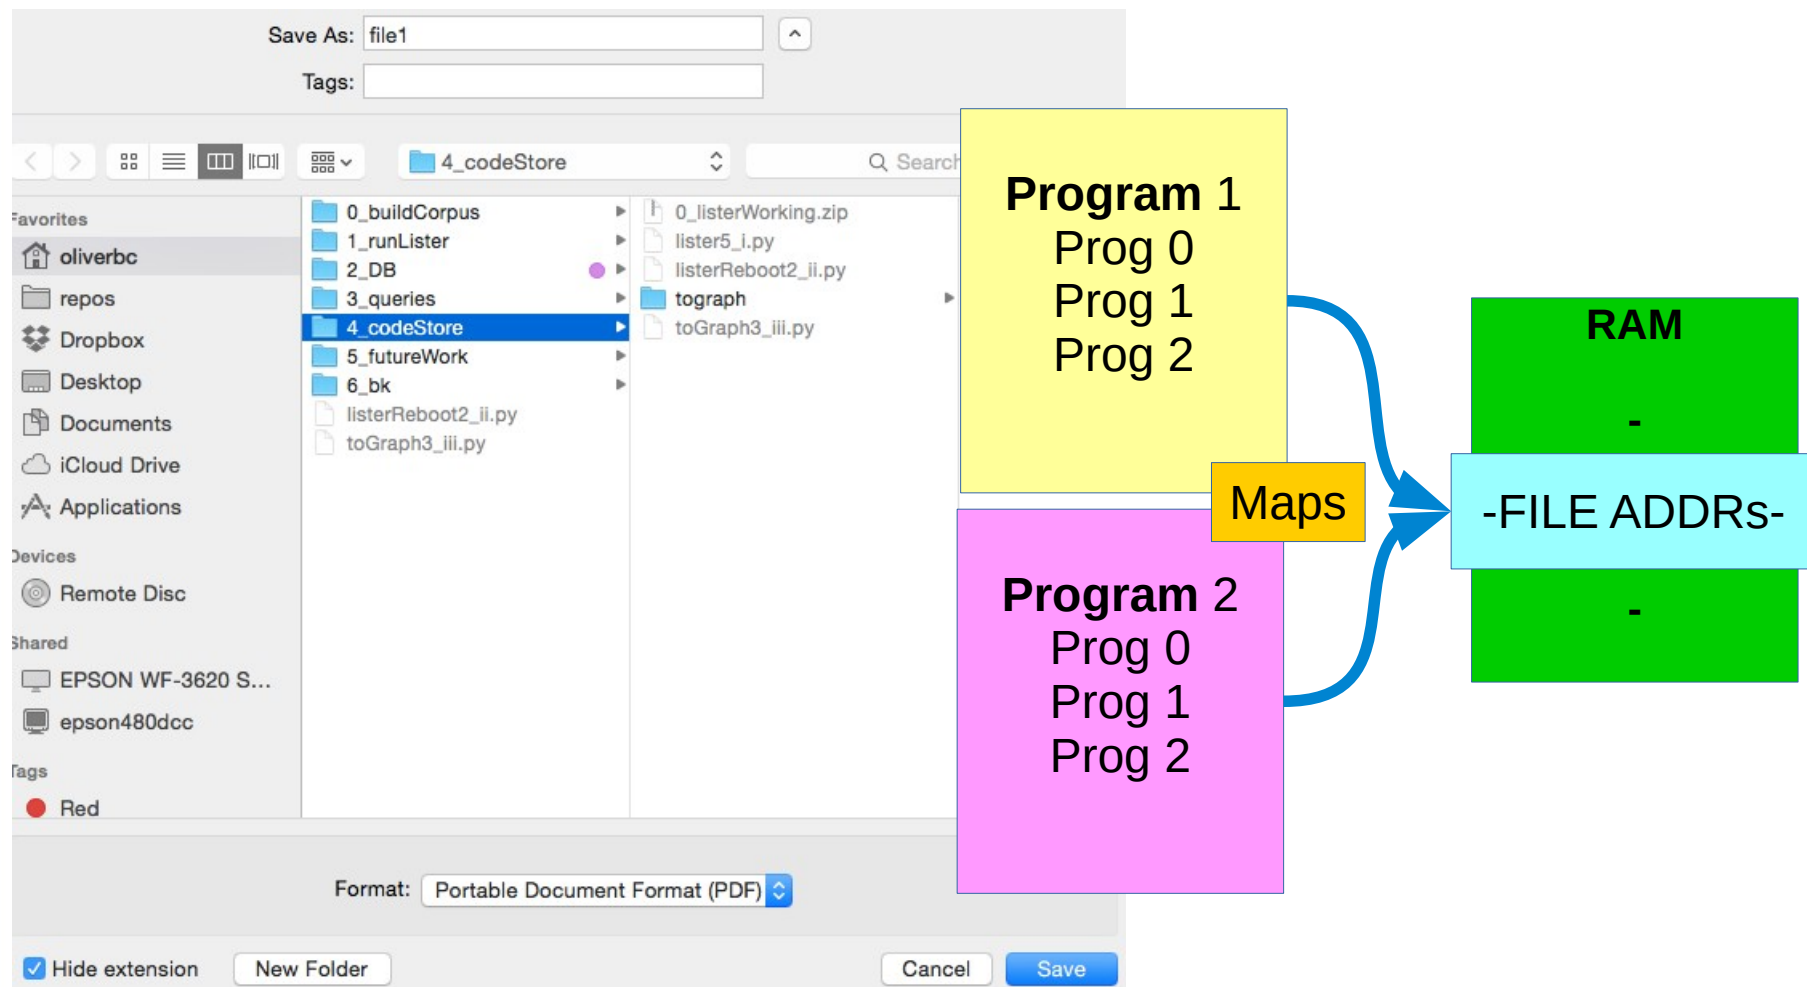 Save As: file1
Tags:
4_codeStore
Search
Favorites
oliverbc
repos
Dropbox
Desktop
Documents
iCloud Drive
Applications
Devices
Remote Disc
Shared
EPSON WF-3620 S...
epson480dcc
Tags
Red
0_buildCorpus
1_runLister
2_DB
3_queries
4_codeStore
5_futureWork
6_bk
listerReboot2_ii.py
toGraph3_iii.py
0_listerWorking.zip
lister5_i.py
listerReboot2_ii.py
tograph
toGraph3_iii.py
Format: Portable Document Format (PDF)
Hide extension
New Folder
Cancel
Save
Program 1
Prog 0
Prog 1
Prog 2
Maps
Program 2
Prog 0
Prog 1
Prog 2
RAM
-
-FILE ADDRs-
-